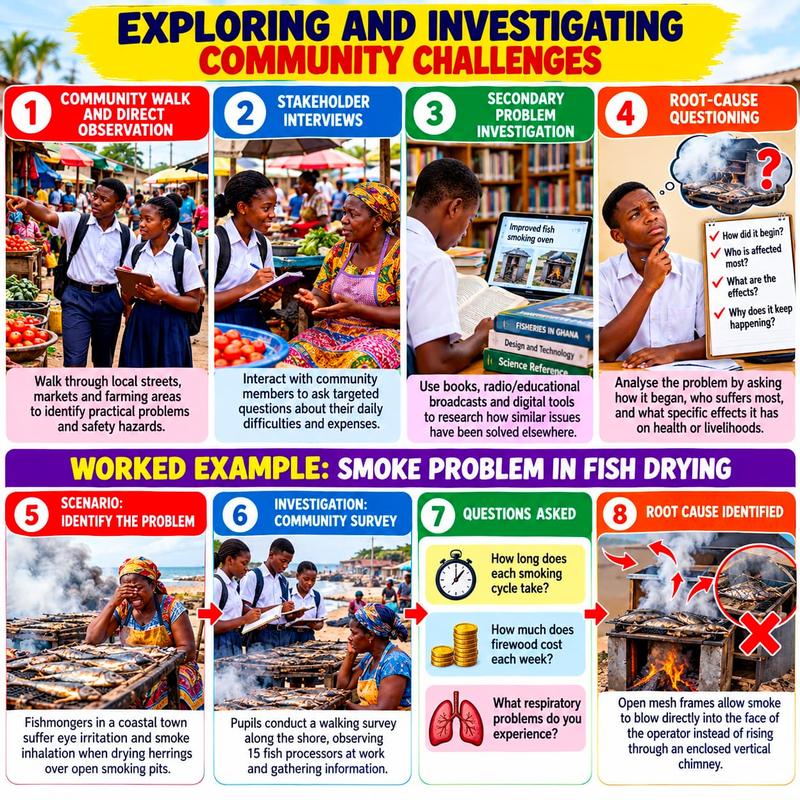 EXPLORING AND INVESTIGATING
COMMUNITY CHALLENGES
1
COMMUNITY WALK
AND DIRECT
OBSERVATION
Walk through local streets,
markets and farming areas
to identify practical problems
and safety hazards.
2
STAKEHOLDER
INTERVIEWS
Interact with community
members to ask targeted
questions about their daily
difficulties and expenses.
3
SECONDARY
PROBLEM
INVESTIGATION
Improved fish
smoking oven
FISHERIES IN GHANA
Design and Technology
Science Reference
Use books, radio/educational
broadcasts and digital tools
to research how similar issues
have been solved elsewhere.
4
ROOT-CAUSE
QUESTIONING
?
How did it begin?
Who is affected
most?
What are the
effects?
Why does it keep
happening?
Analyse the problem by asking
how it began, who suffers most,
and what specific effects it has
on health or livelihoods.
WORKED EXAMPLE: SMOKE PROBLEM IN FISH DRYING
5
SCENARIO:
IDENTIFY THE PROBLEM
Fishmongers in a coastal town
suffer eye irritation and smoke
inhalation when drying herrings
over open smoking pits.
6
INVESTIGATION:
COMMUNITY SURVEY
Pupils conduct a walking survey
along the shore, observing
15 fish processors at work
and gathering information.
7
QUESTIONS ASKED
How long does
each smoking
cycle take?
How much does
firewood cost
each week?
What respiratory
problems do you
experience?
8
ROOT CAUSE IDENTIFIED
Open mesh frames allow smoke
to blow directly into the face of
the operator instead of rising
through an enclosed vertical
chimney.